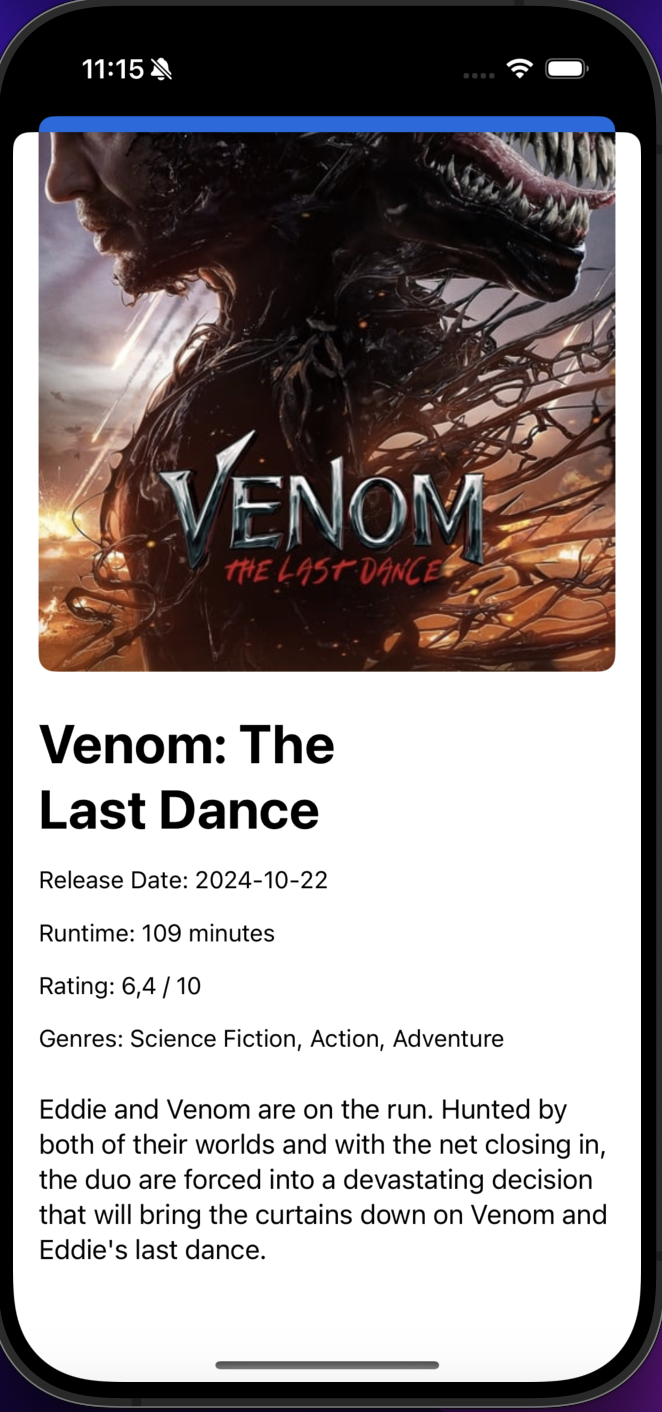 11:15
VENOM
THE LAST DANCE
Venom: The
Last Dance
Release Date: 2024-10-22
Runtime: 109 minutes
Rating: 6,4 / 10
Genres: Science Fiction, Action, Adventure
Eddie and Venom are on the run. Hunted by
both of their worlds and with the net closing in,
the duo are forced into a devastating decision
that will bring the curtains down on Venom and
Eddie's last dance.